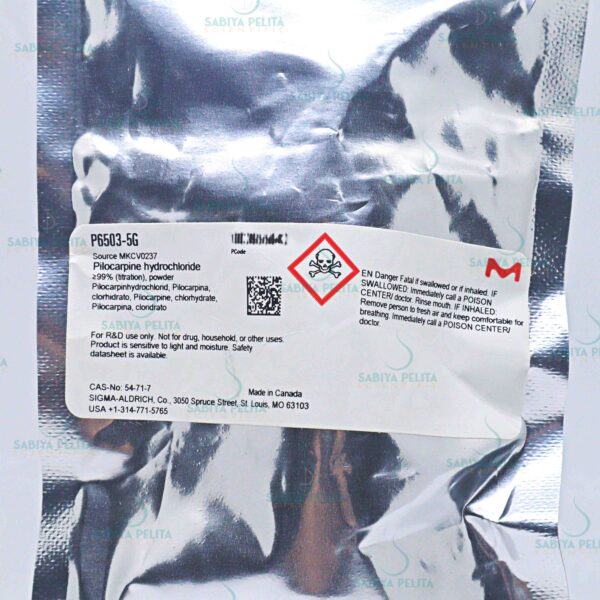 SABIYA PELITA
SCIENTIFIC
P6503-5G
PCode
Source MKCV0237
Pilocarpine hydrochloride
≥99% (titration), powder
Pilocarpinhydrochlorid, Pilocarpina,
clorhidrato, Pilocarpine, chlorhydrate,
Pilocarpina, cloridrato
For R&D use only. Not for drug, household, or other uses.
Product is sensitive to light and moisture. Safety
datasheet is available.
CAS-No: 54-71-7
Made in Canada
SIGMA-ALDRICH, Co., 3050 Spruce Street, St. Louis, MO 63103
USA +1-314-771-5765
M
EN Danger Fatal if swallowed or if inhaled. IF
SWALLOWED: Immediately call a POISON
CENTER/ doctor. Rinse mouth. IF INHALED:
Remove person to fresh air and keep comfortable for
breathing. Immediately call a POISON CENTER/
doctor.